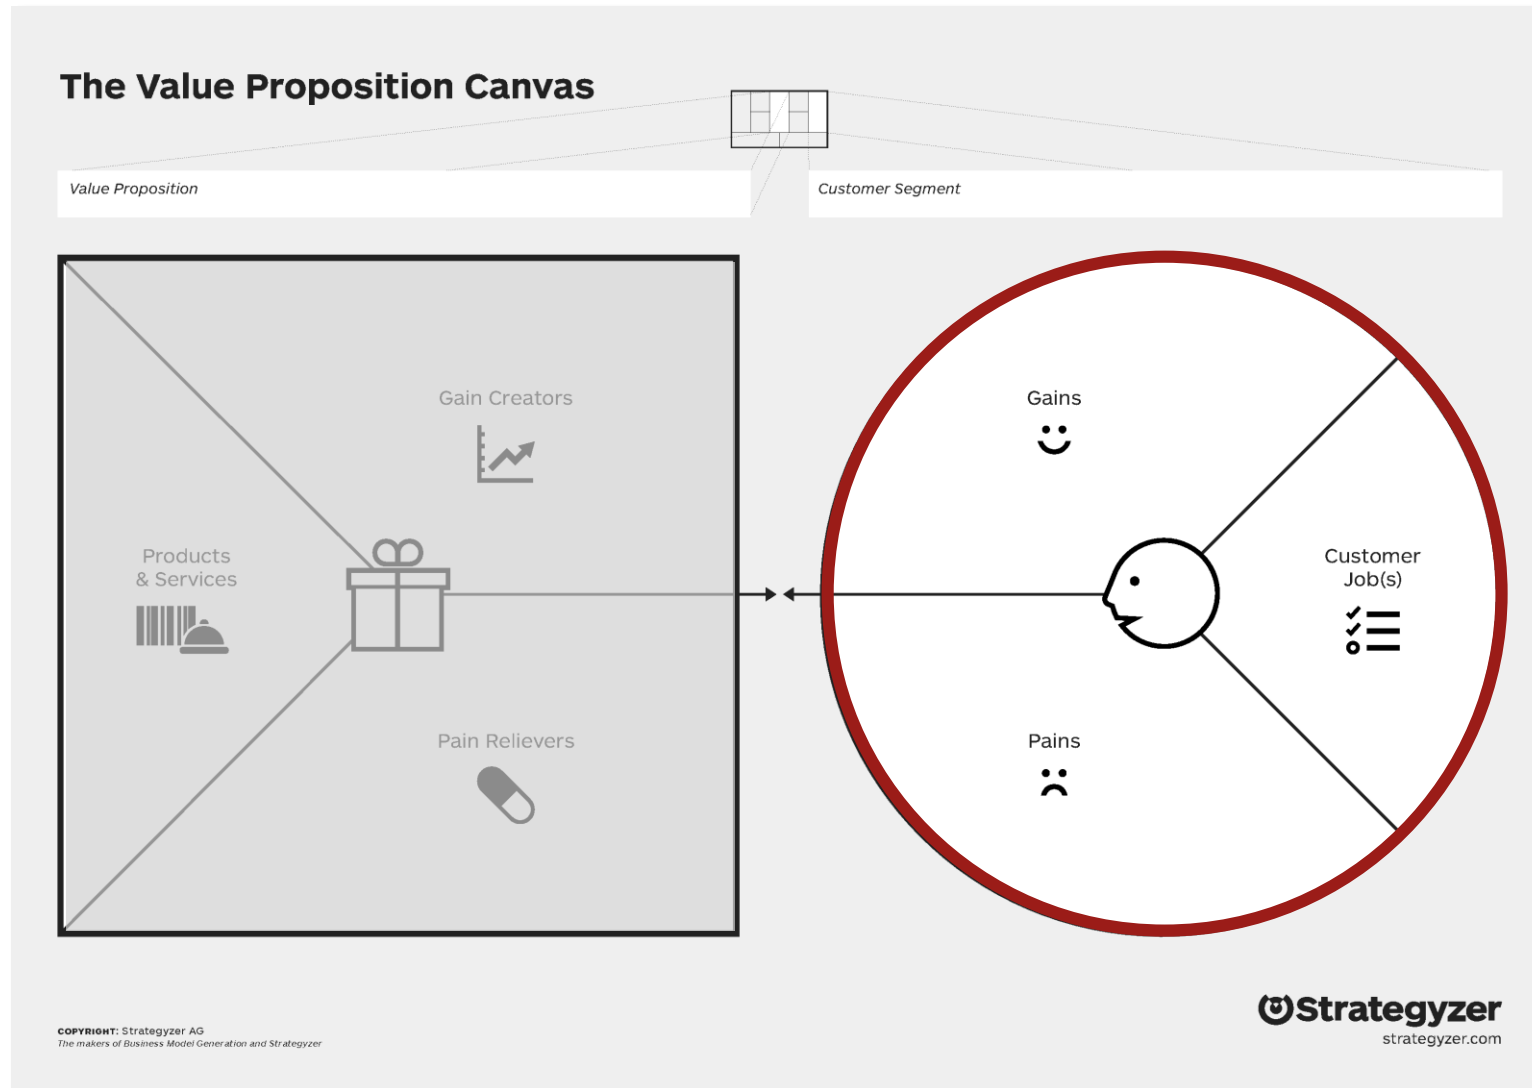 The Value Proposition Canvas
Value Proposition
Customer Segment
Gain Creators
Gains
Products
& Services
Customer
Job(s)
Pain Relievers
Pains
COPYRIGHT: Strategyzer AG
The makers of Business Model Generation and Strategyzer
Strategyzer
strategyzer.com